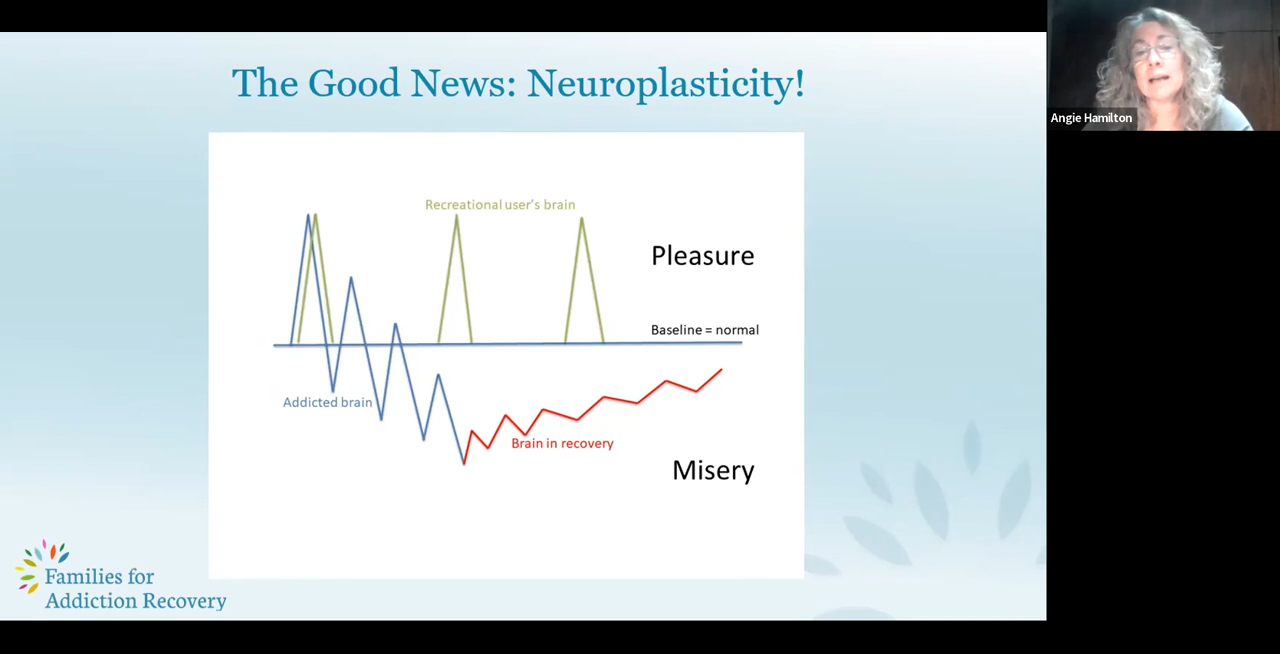 The Good News: Neuroplasticity!
Angie Hamilton
Recreational user's brain
Pleasure
Baseline = normal
Addicted brain
Brain in recovery
Misery
Families for
Addiction Recovery